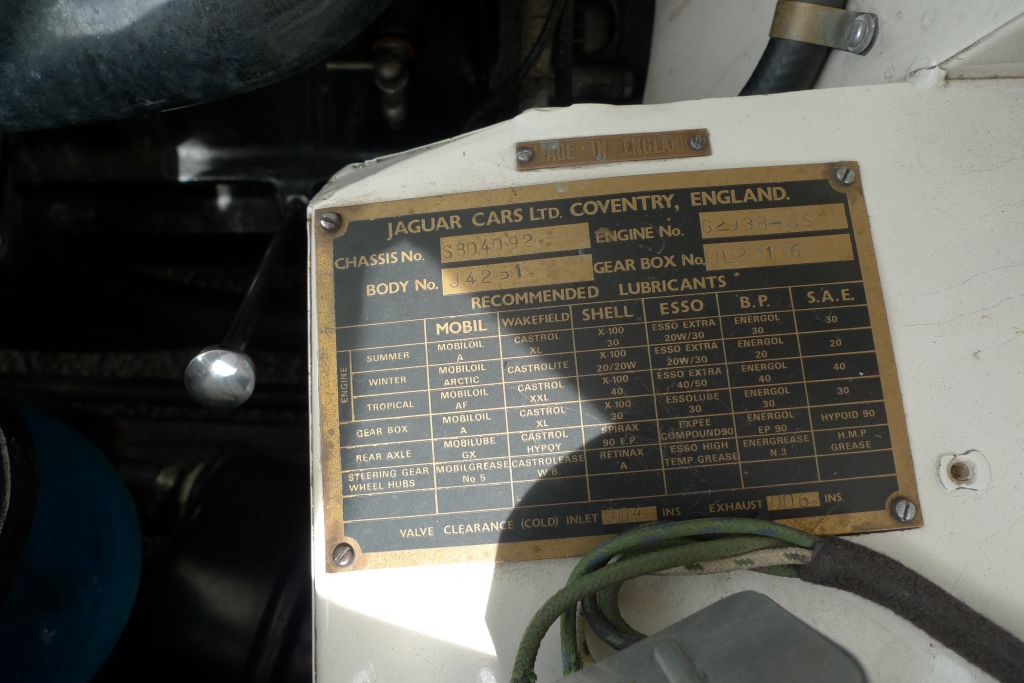 MADE IN ENGLAND
JAGUAR CARS LTD. COVENTRY, ENGLAND.
CHASSIS No. S804092 ENGINE No. G2938-8S
BODY No. J4251 GEAR BOX No.
RECOMMENDED LUBRICANTS
MOBIL WAKEFIELD SHELL ESSO B.P. S.A.E.
ENGINE
SUMMER MOBILOIL A CASTROL XL X-100 30 ESSO EXTRA 20W/30 ENERGOL 30 30
WINTER MOBILOIL ARCTIC CASTROLITE X-100 20/20W ESSO EXTRA 20W/30 ENERGOL 20 20
TROPICAL MOBILOIL AF CASTROL XXL X-100 40 ESSO EXTRA 40/50 ENERGOL 40 40
GEAR BOX MOBILOIL A CASTROL XL X-100 30 ESSOLUBE 30 ENERGOL 30 30
REAR AXLE MOBILUBE GX CASTROL HYPOY SPIRAX 90 E.P. EXPEE COMPOUND 90 ENERGOL EP 90 HYPOID 90
STEERING GEAR WHEEL HUBS MOBILGREASE No 5 CASTROLEASE W.B. RETINAX A ESSO HIGH TEMP GREASE ENERGREASE N 3 H.M.P. GREASE
VALVE CLEARANCE (COLD) INLET 004 INS EXHAUST 006 INS.